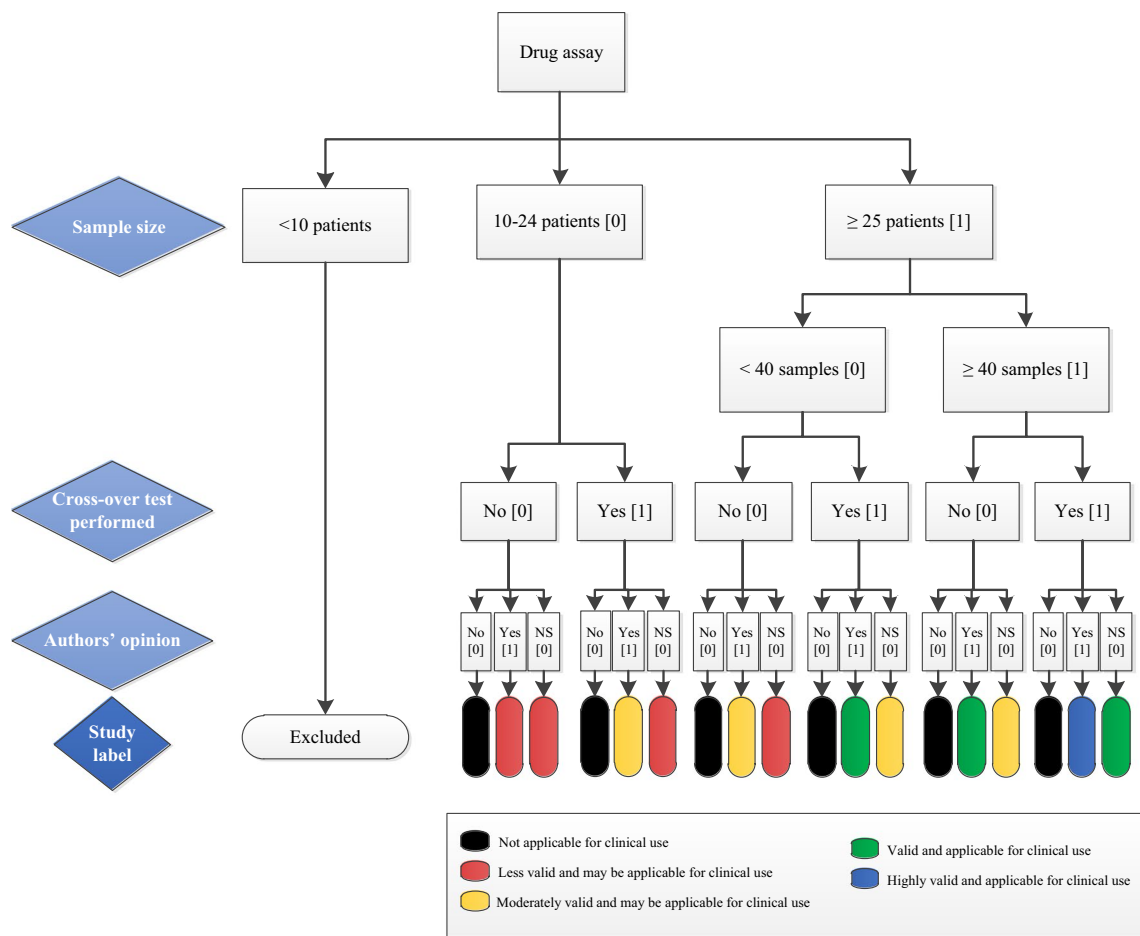 Drug assay
Sample size
<10 patients
10-24 patients [0]
≥ 25 patients [1]
< 40 samples [0]
≥ 40 samples [1]
Cross-over test
performed
No [0]
Yes [1]
No [0]
Yes [1]
No [0]
Yes [1]
Authors’ opinion
No
[0]
Yes
[1]
NS
[0]
No
[0]
Yes
[1]
NS
[0]
No
[0]
Yes
[1]
NS
[0]
No
[0]
Yes
[1]
NS
[0]
No
[0]
Yes
[1]
NS
[0]
No
[0]
Yes
[1]
NS
[0]
Study
label
Excluded
Not applicable for clinical use
Less valid and may be applicable for clinical use
Moderately valid and may be applicable for clinical use
Valid and applicable for clinical use
Highly valid and applicable for clinical use